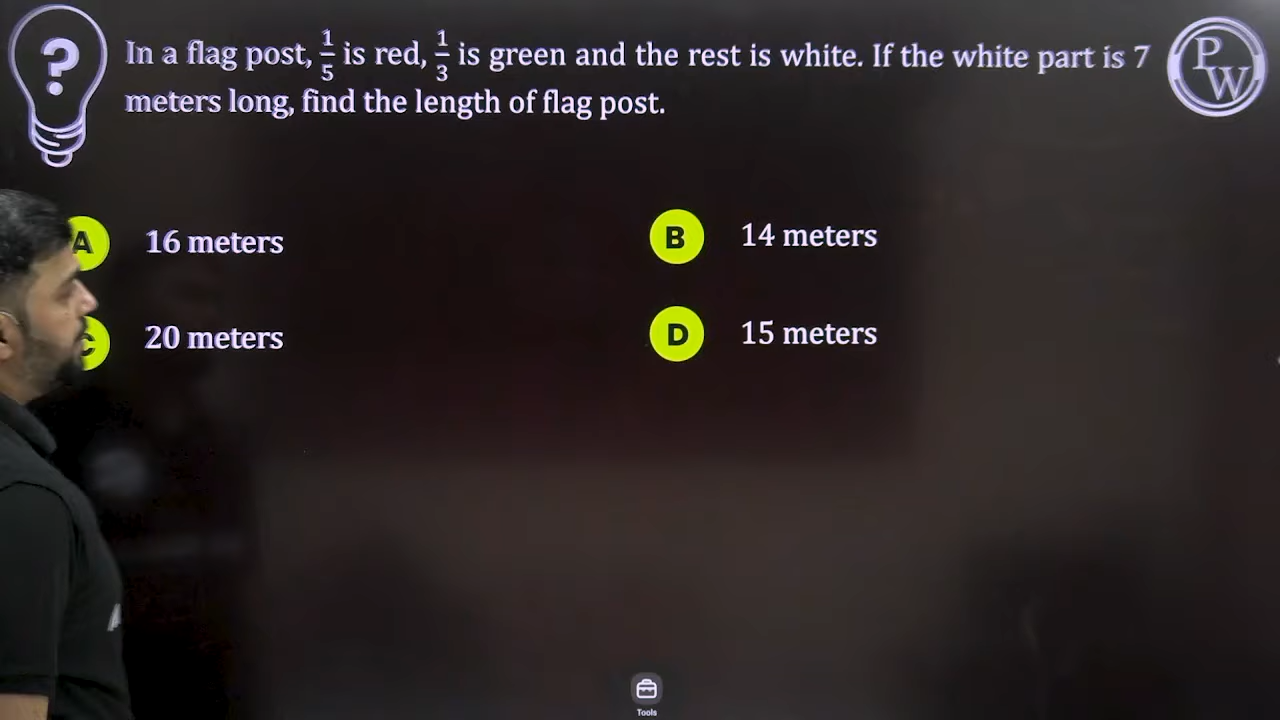 In a flag post, 1/5 is red, 1/3 is green and the rest is white. If the white part is 7
meters long, find the length of flag post.
PW
A 16 meters
B 14 meters
C 20 meters
D 15 meters
Tools